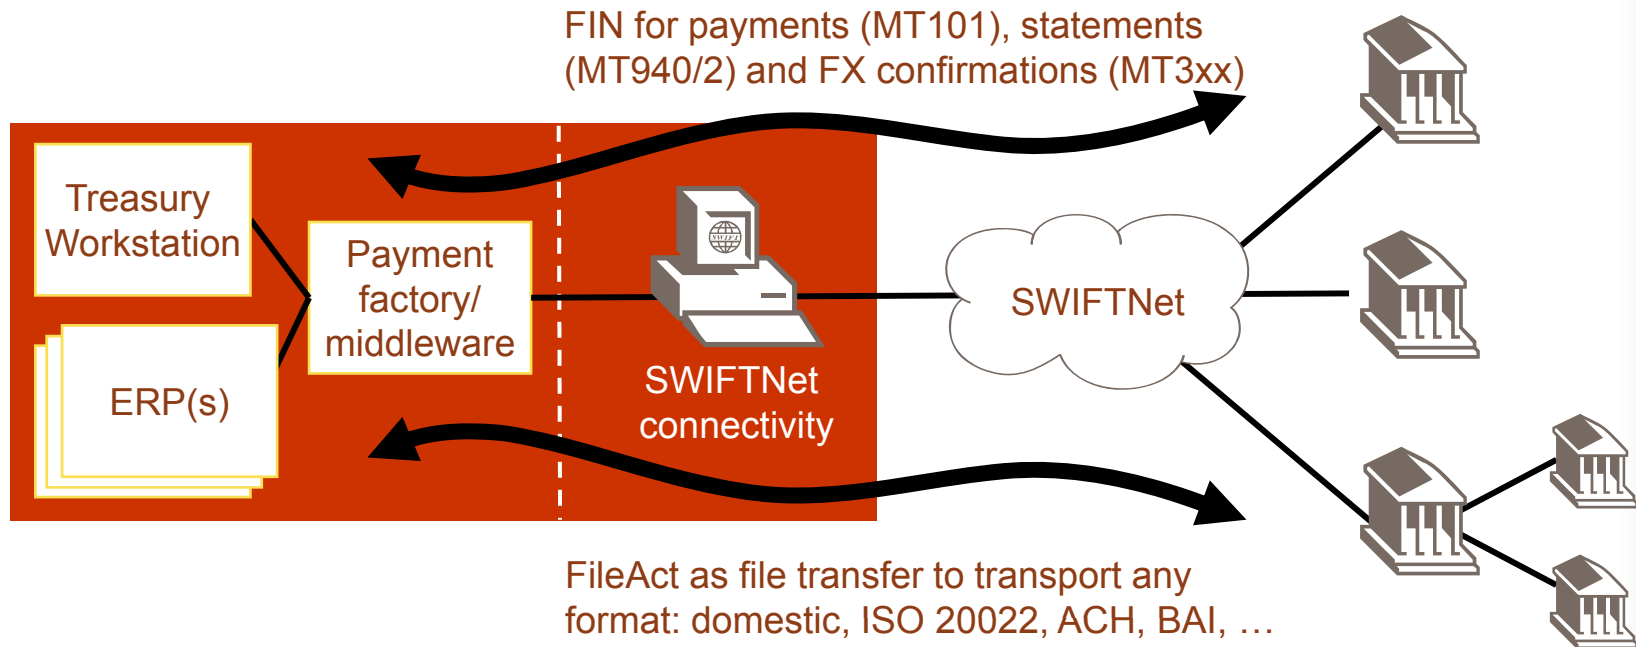 FIN for payments (MT101), statements
(MT940/2) and FX confirmations (MT3xx)
Treasury
Workstation
Payment
factory/
middleware
ERP(s)
SWIFT
SWIFTNet
connectivity
SWIFTNet
FileAct as file transfer to transport any
format: domestic, ISO 20022, ACH, BAI, …